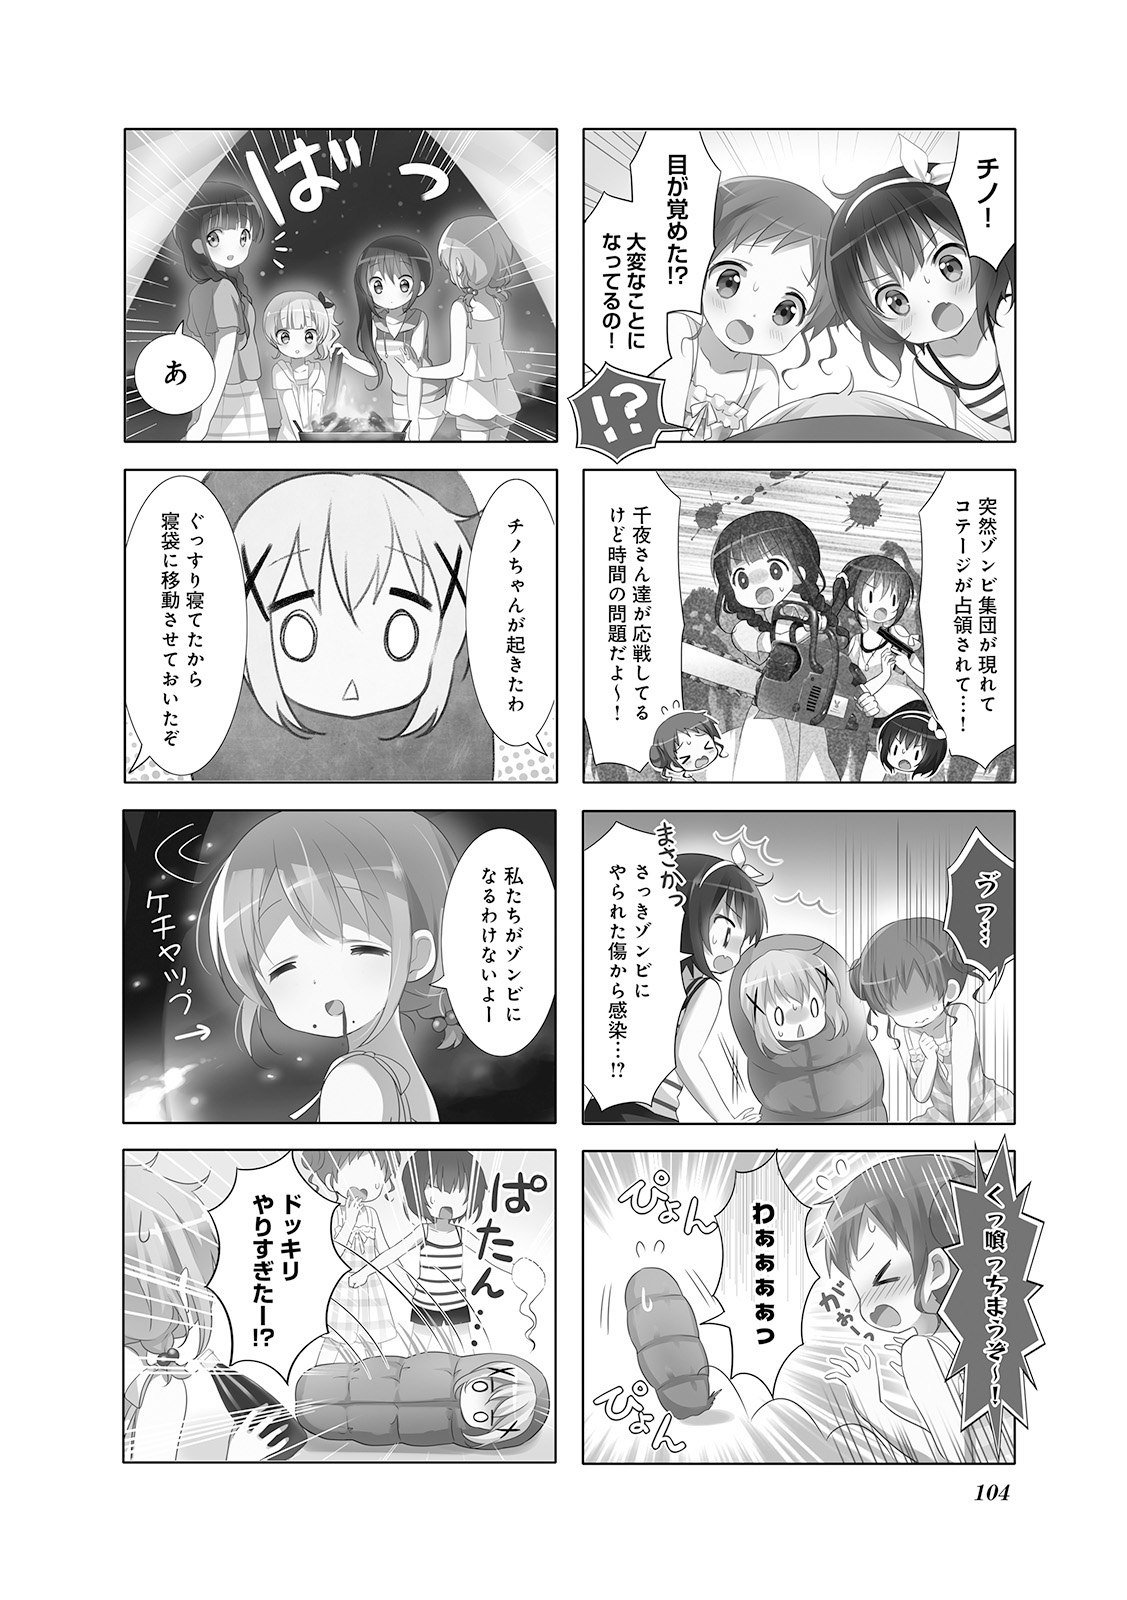 チノ！
目が覚めた!?
大変なことに
なってるの！
!?
突然ゾンビ集団が現れて
コテージが占領されて…！
千夜さん達が応戦してる
けど時間の問題だよ〜！
ゔっ…
まさかっ
さっきゾンビに
やられた傷から感染…!?
くっ喰っちまうぞ〜！
がおーっ
わぁぁぁぁっ
ぴょん
ぴょん
ばっ
あ
チノちゃんが起きたわ
ぐっすり寝てたから
寝袋に移動させておいたぞ
私たちがゾンビに
なるわけないよー
ケチャップ→
ぱたん…
ドッキリ
やりすぎたー!?
104